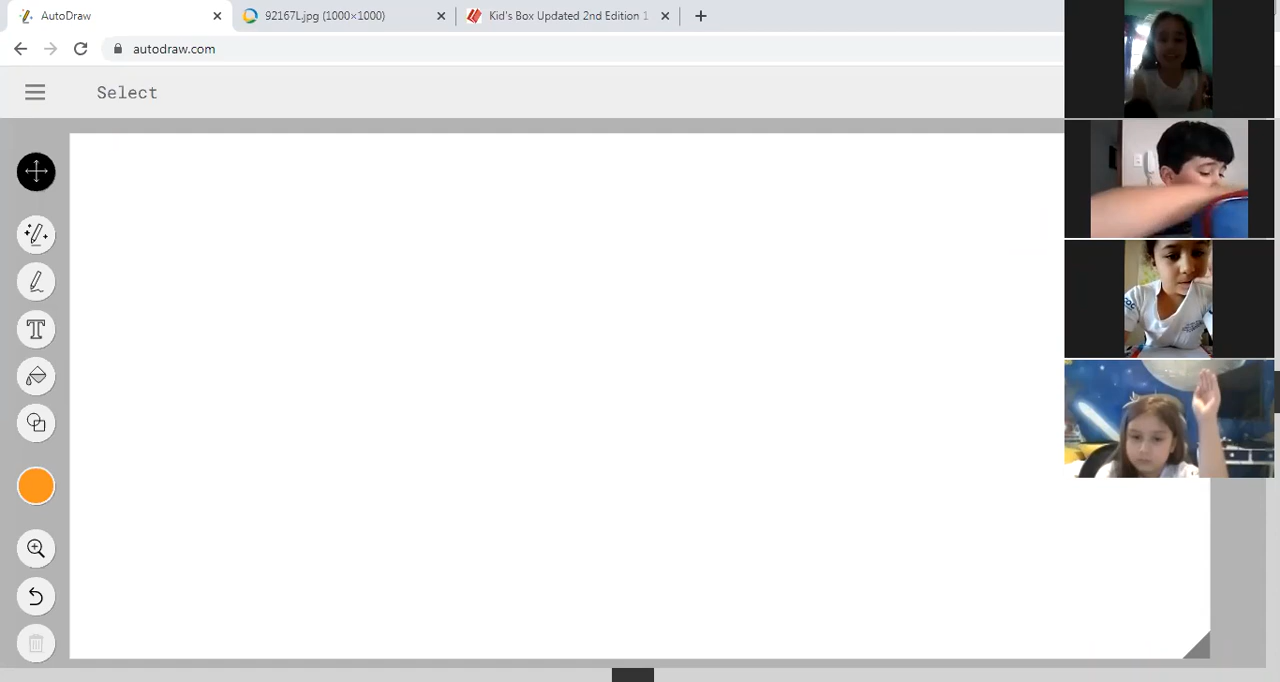 AutoDraw
92167L.jpg (1000×1000)
Kid's Box Updated 2nd Edition 1
autodraw.com
Select
T